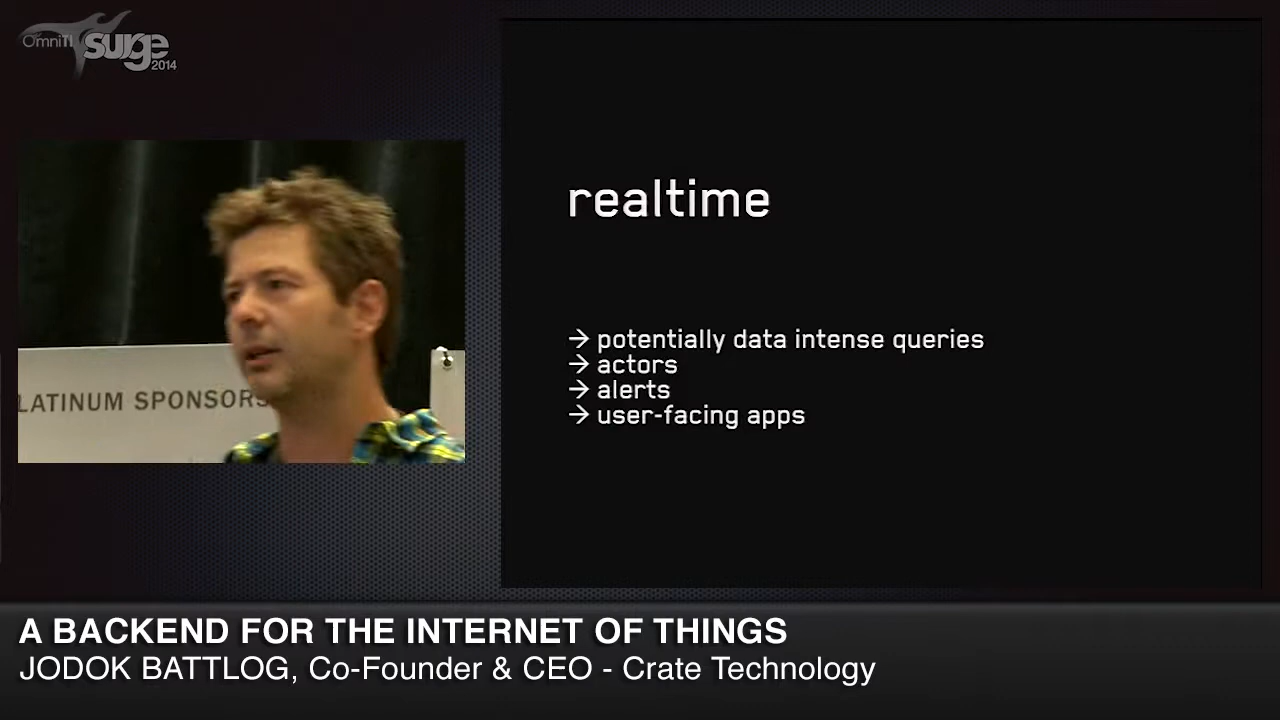 OmniTI
surge
2014
realtime
→ potentially data intense queries
→ actors
→ alerts
→ user-facing apps
LATINUM SPONSORS
A BACKEND FOR THE INTERNET OF THINGS
JODOK BATTLOG, Co-Founder & CEO - Crate Technology